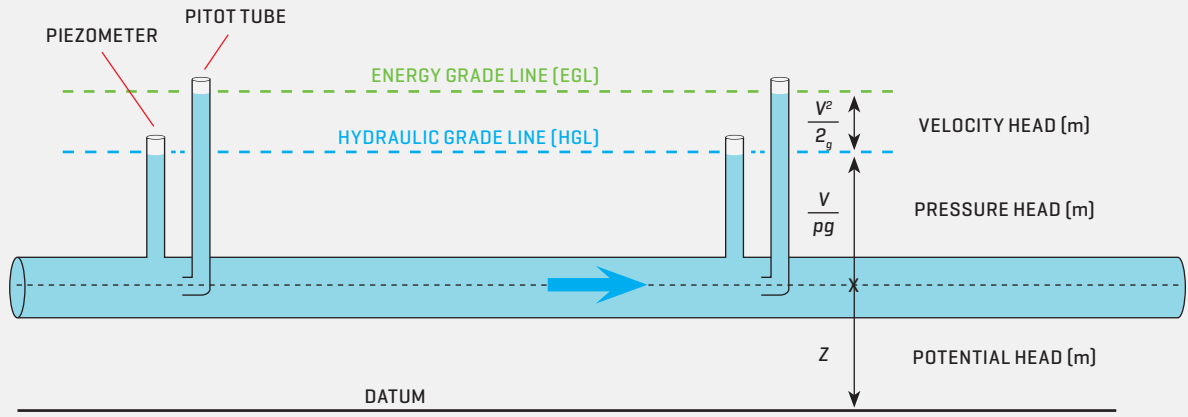 PITOT TUBE
PIEZOMETER
ENERGY GRADE LINE (EGL)
V²
2g
VELOCITY HEAD (m)
HYDRAULIC GRADE LINE (HGL)
V
pg
PRESSURE HEAD (m)
X
Z
POTENTIAL HEAD (m)
DATUM